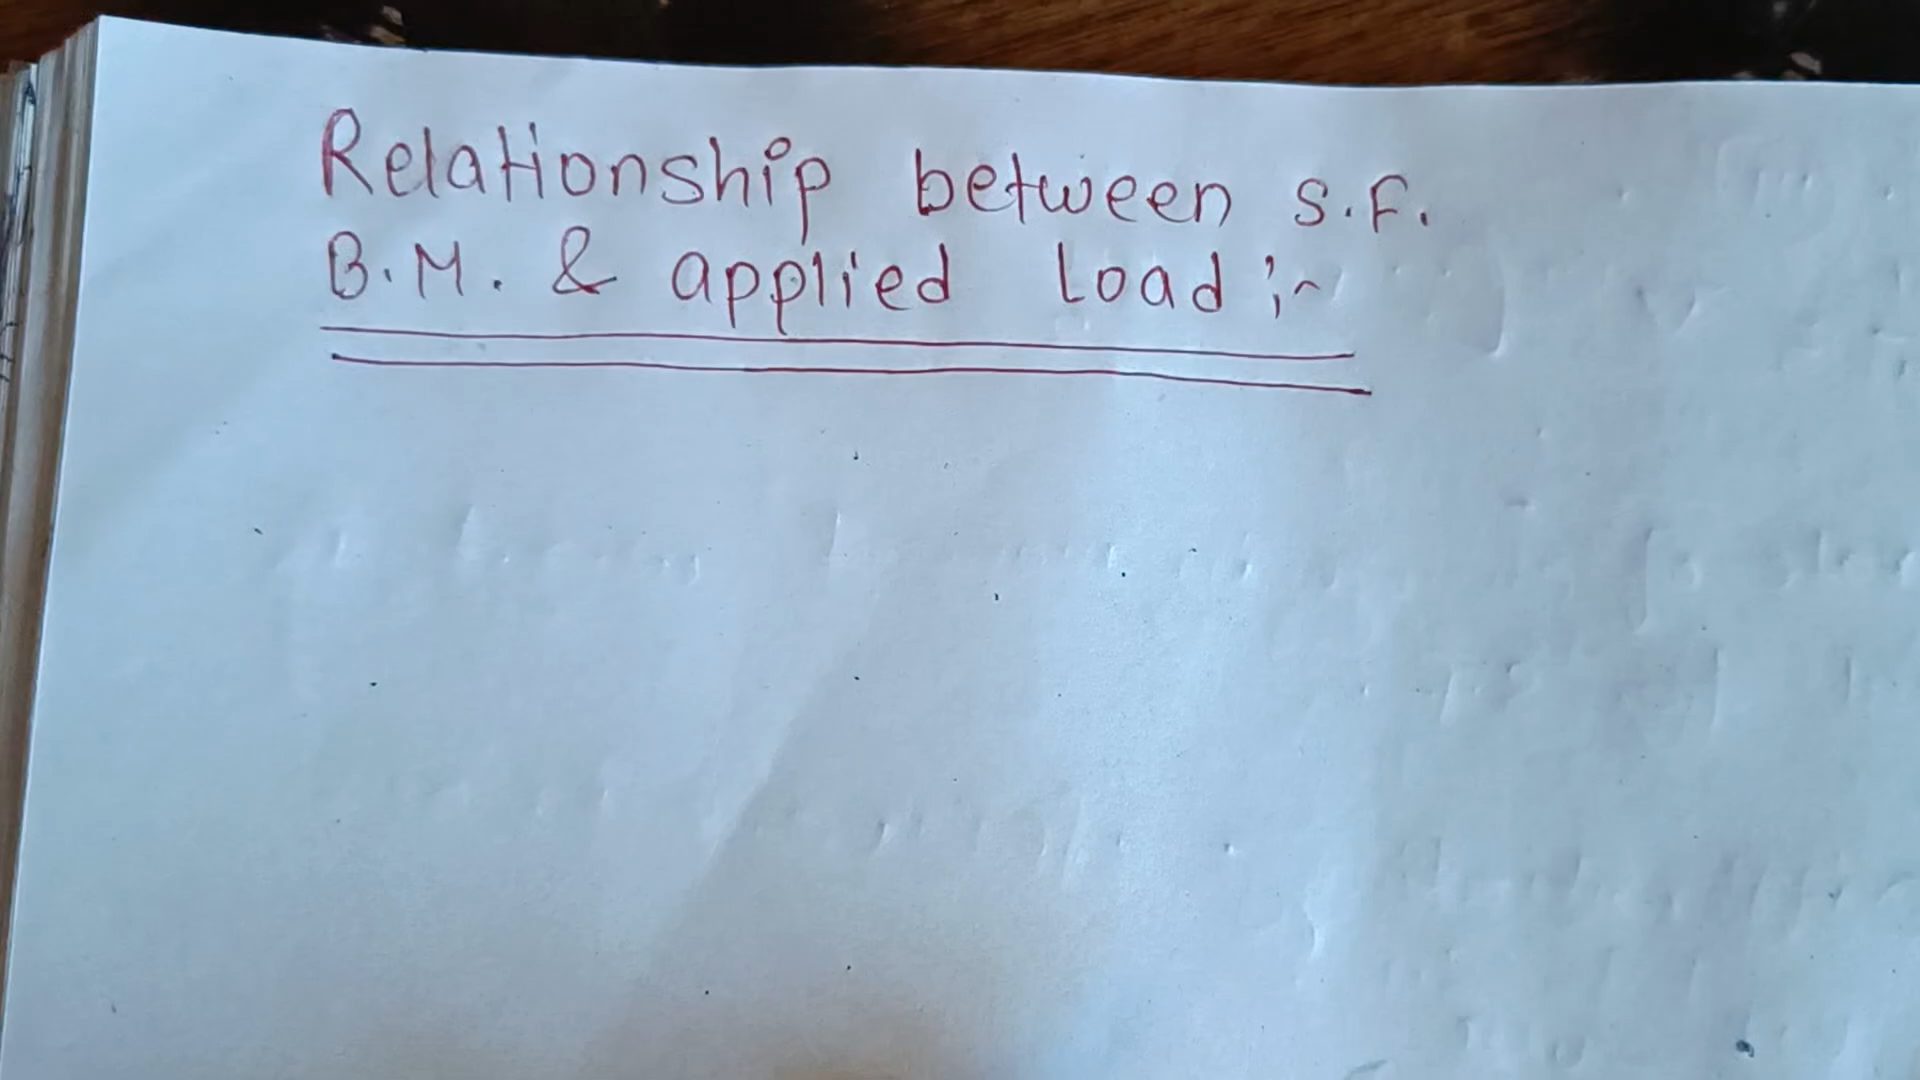 Relationship between S.F.
B.M. & applied load :-